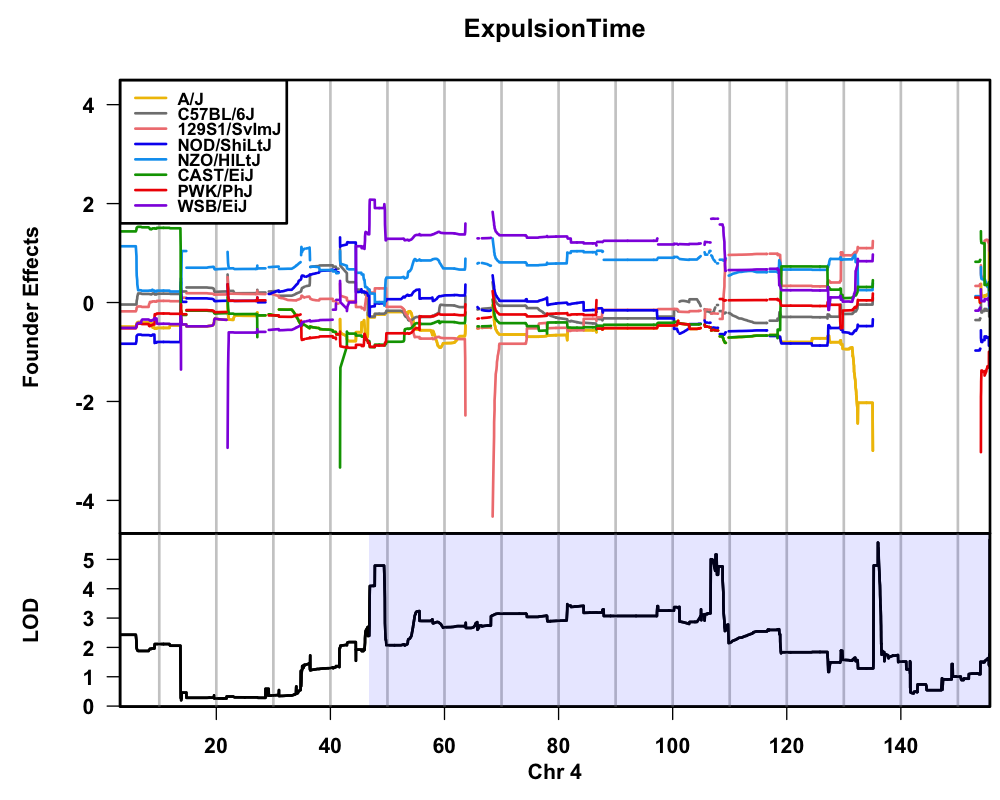 ExpulsionTime
A/J
C57BL/6J
129S1/SvImJ
NOD/ShiLtJ
NZO/HILtJ
CAST/EiJ
PWK/PhJ
WSB/EiJ
Founder Effects
4
2
0
-2
-4
LOD
5
4
3
2
1
0
20 40 60 80 100 120 140
Chr 4